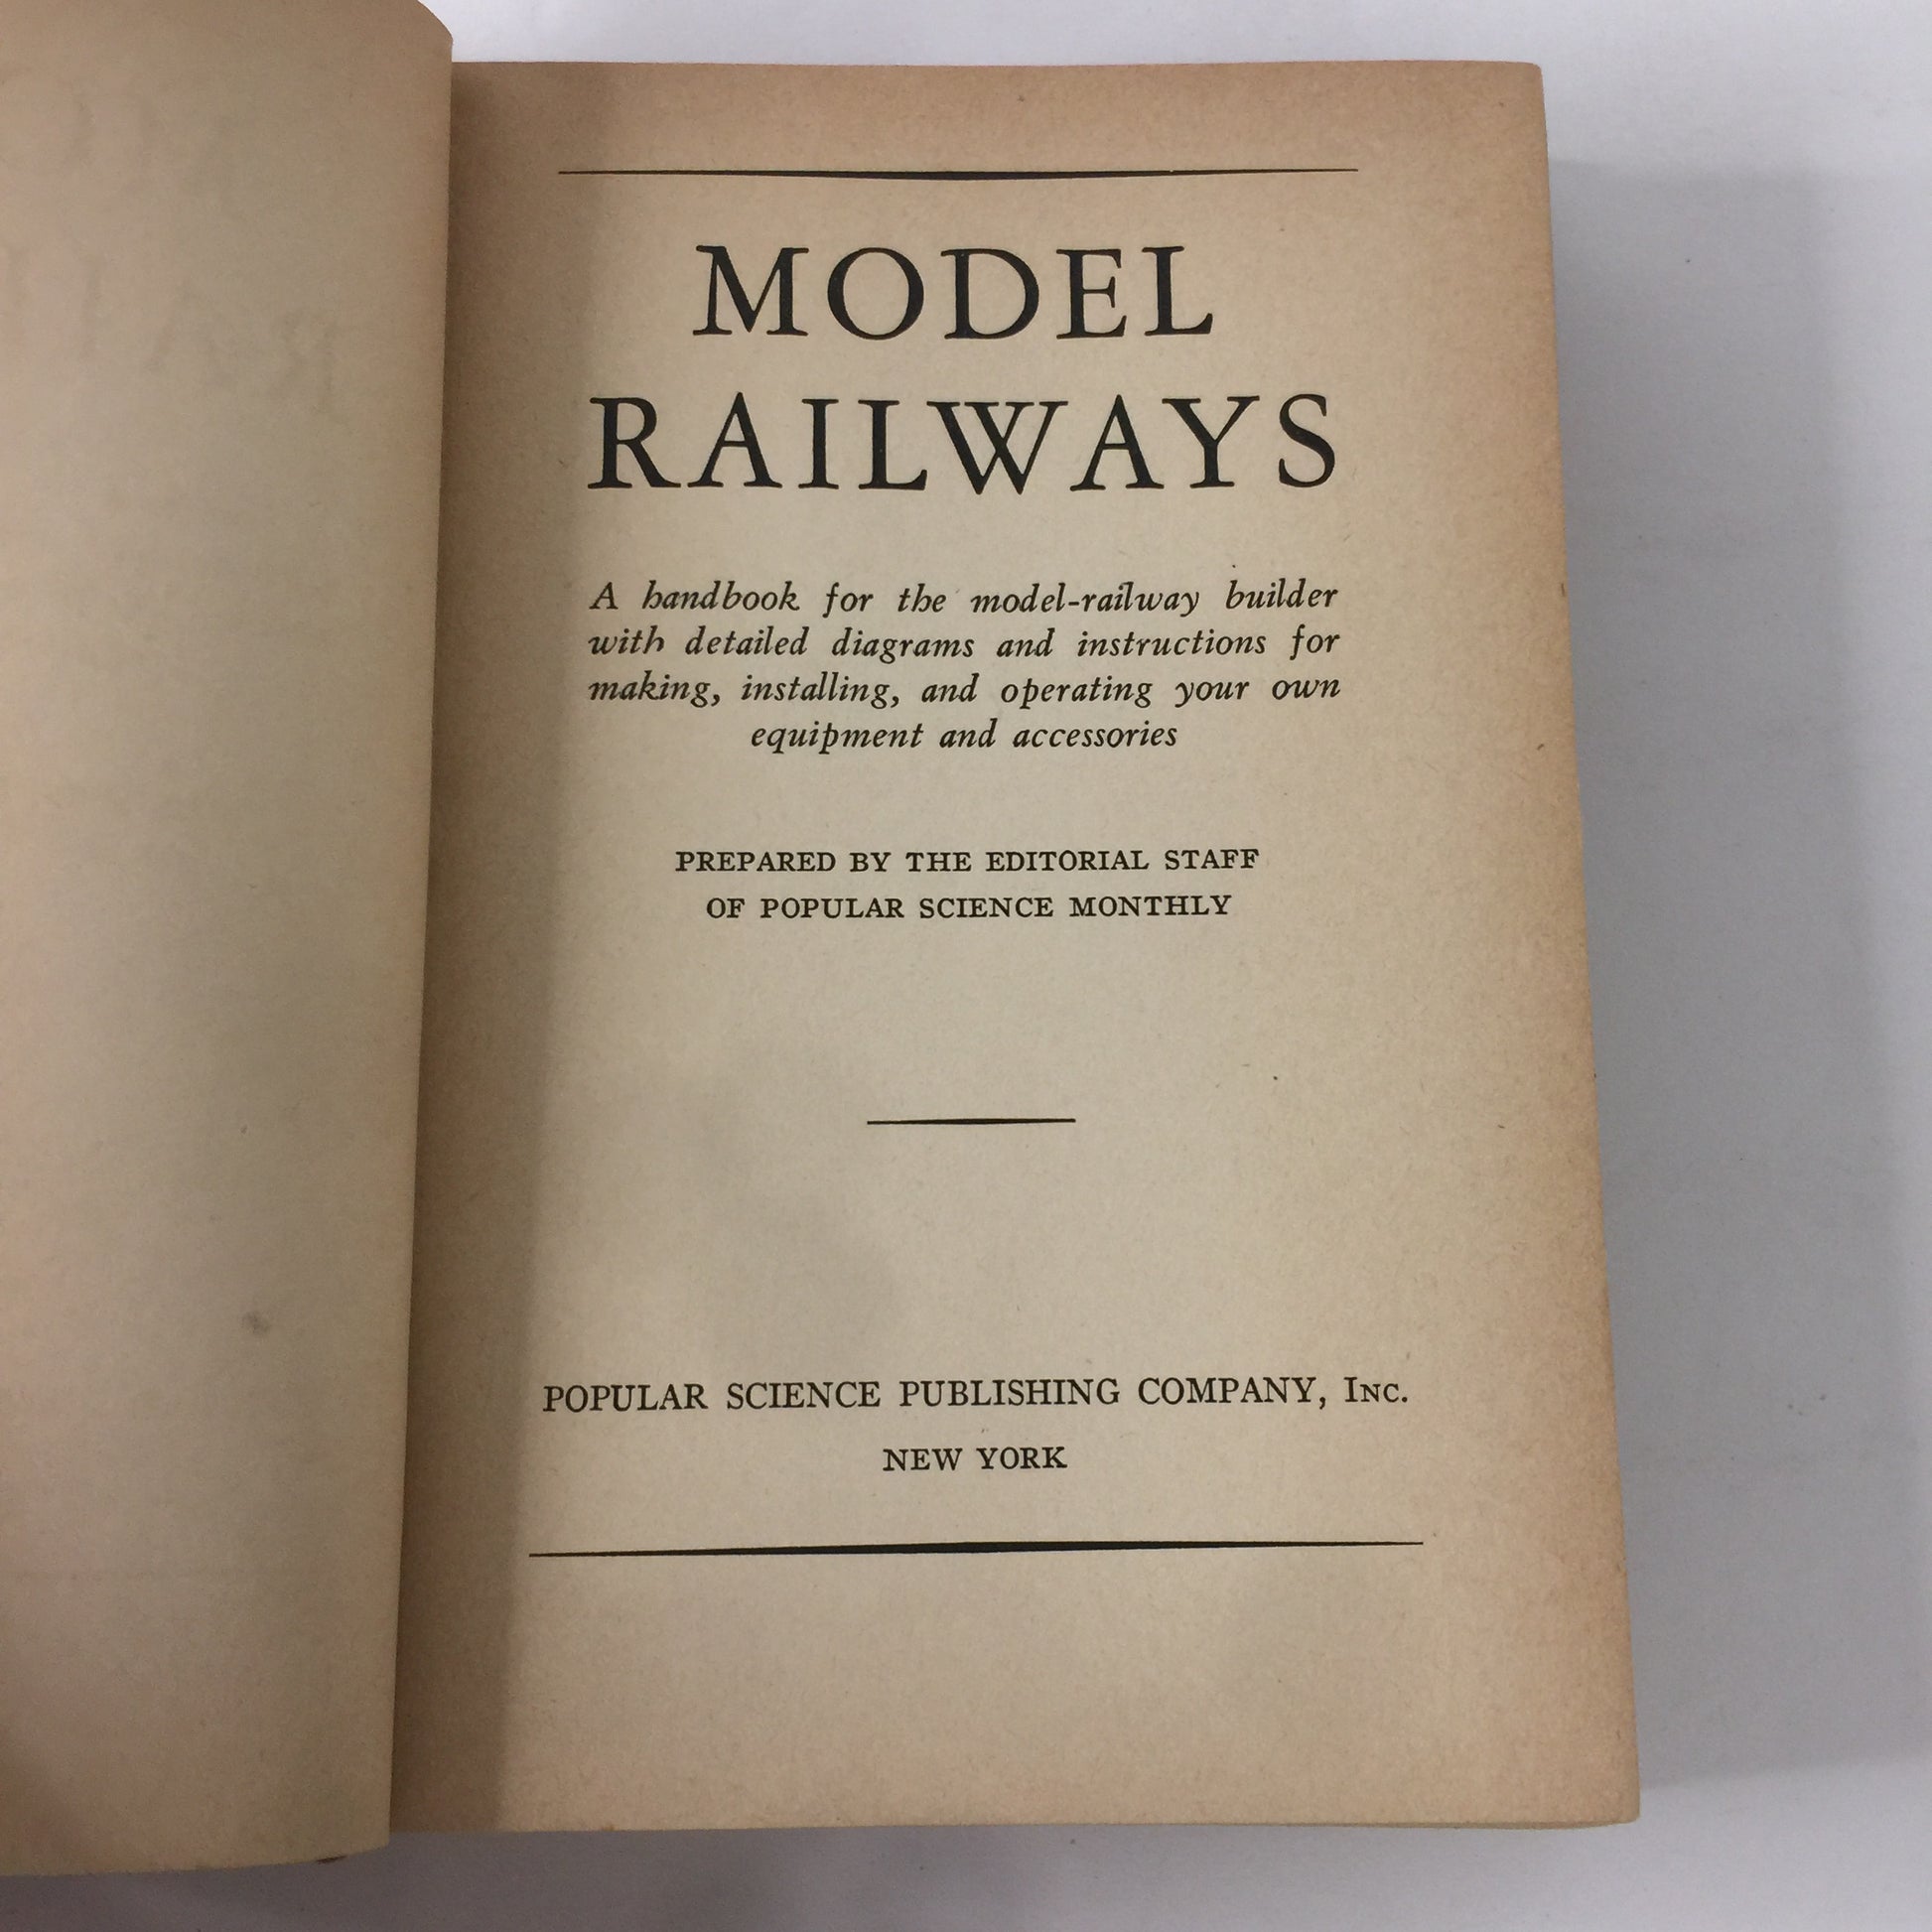 MODEL
RAILWAYS
A handbook for the model-railway builder
with detailed diagrams and instructions for
making, installing, and operating your own
equipment and accessories
PREPARED BY THE EDITORIAL STAFF
OF POPULAR SCIENCE MONTHLY
POPULAR SCIENCE PUBLISHING COMPANY, INC.
NEW YORK